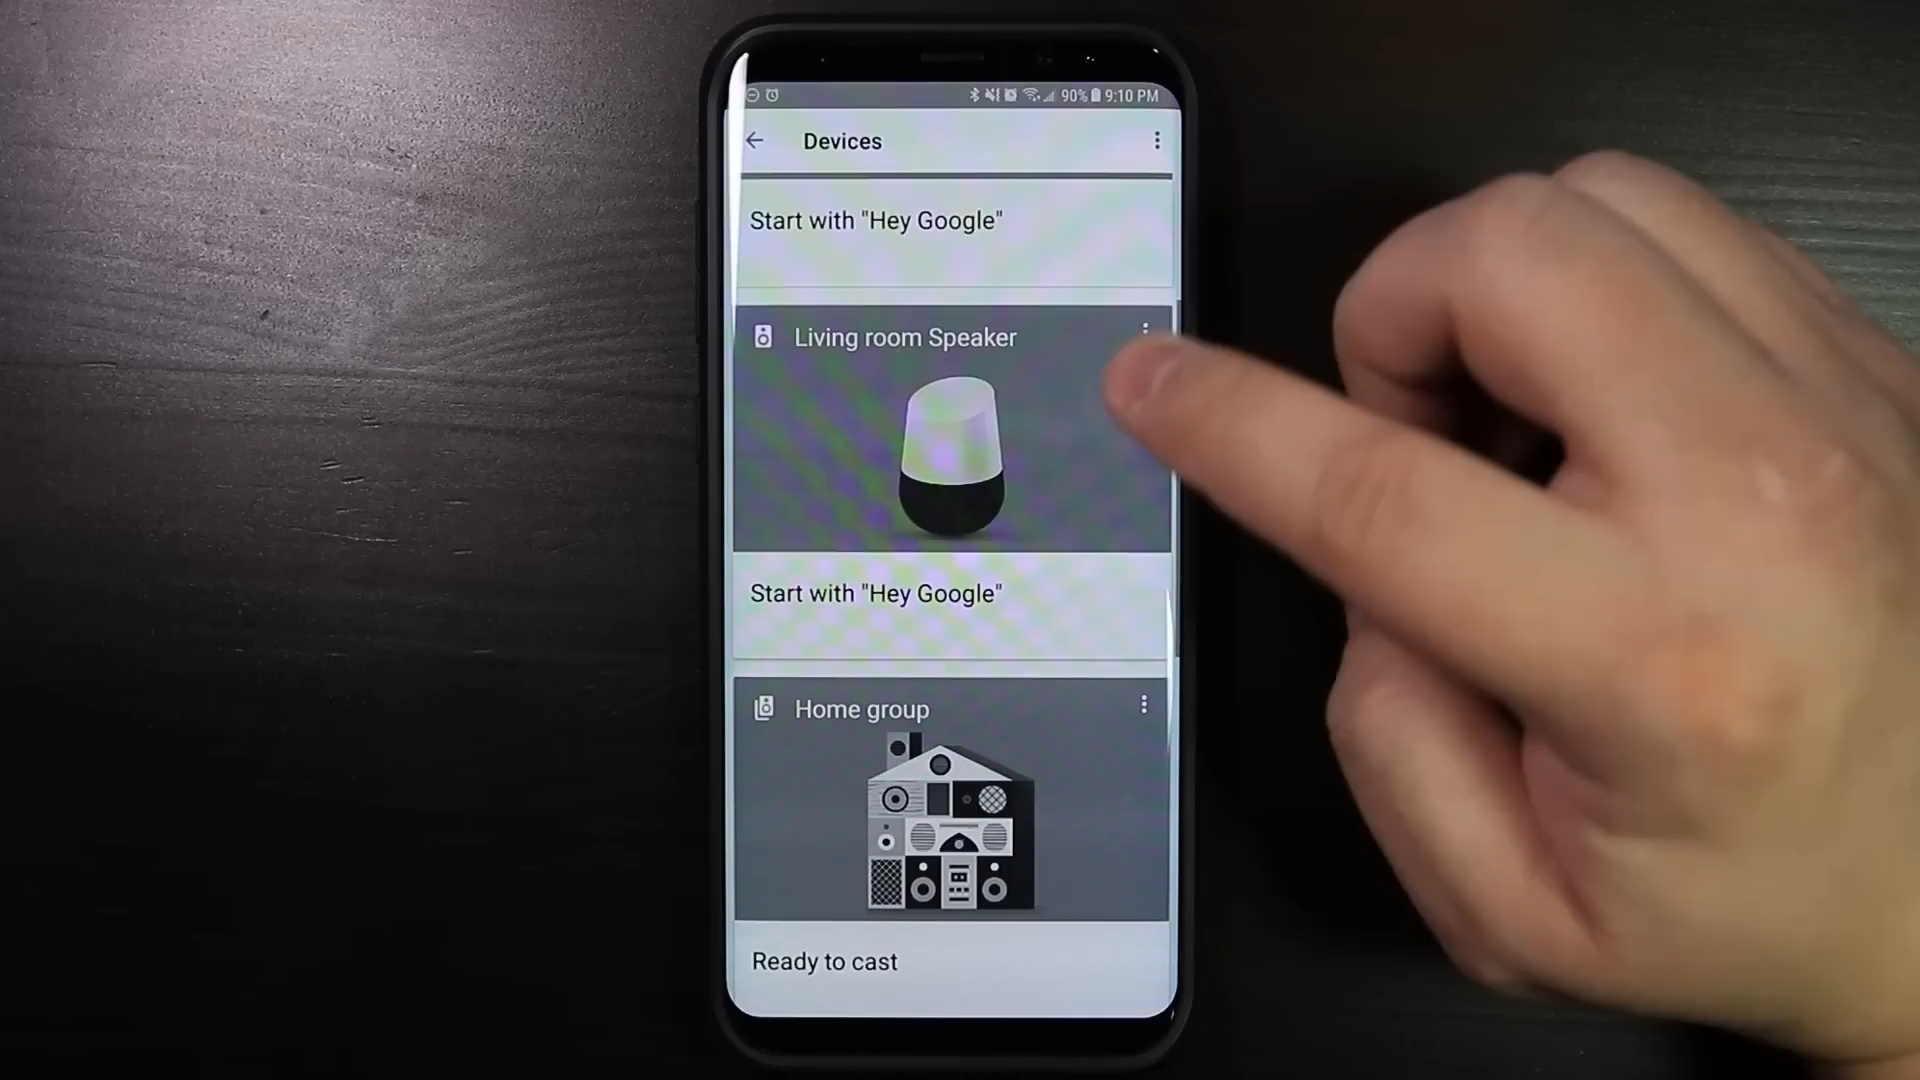 90% 9:10 PM
Devices
Start with "Hey Google"
Living room Speaker
Start with "Hey Google"
Home group
Ready to cast